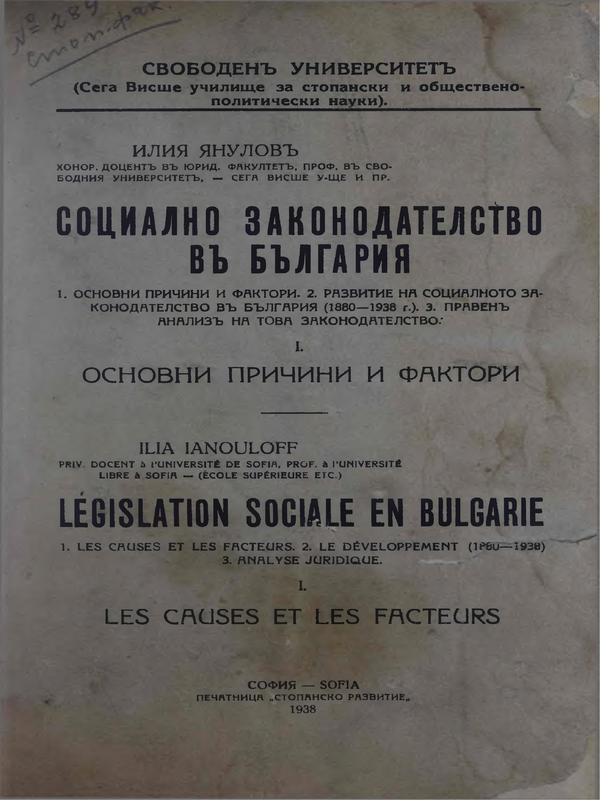 № 289
стоп. фак.
СВОБОДЕНЪ УНИВЕРСИТЕТЪ
(Сега Висше училище за стопански и обществено-
политически науки).
ИЛИЯ ЯНУЛОВЪ
ХОНОР. ДОЦЕНТЪ ВЪ ЮРИД. ФАКУЛТЕТЪ, ПРОФ. ВЪ СВО-
БОДНИЯ УНИВЕРСИТЕТЪ, — СЕГА ВИСШЕ У-ЩЕ И ПР.
СОЦИАЛНО ЗАКОНОДАТЕЛСТВО
ВЪ БЪЛГАРИЯ
1. ОСНОВНИ ПРИЧИНИ И ФАКТОРИ. 2. РАЗВИТИЕ НА СОЦИАЛНОТО ЗА-
КОНОДАТЕЛСТВО ВЪ БЪЛГАРИЯ (1880—1938 г.). 3. ПРАВЕНЪ
АНАЛИЗЪ НА ТОВА ЗАКОНОДАТЕЛСТВО.
I.
ОСНОВНИ ПРИЧИНИ И ФАКТОРИ
ILIA IANOULOFF
PRIV. DOCENT à l'UNIVERSITÉ DE SOFIA, PROF. à l'UNIVERSITÉ
LIBRE à SOFIA — (ÉCOLE SUPÉRIEURE ETC.)
LÉGISLATION SOCIALE EN BULGARIE
1. LES CAUSES ET LES FACTEURS. 2. LE DÉVELOPPEMENT (1880—1938)
3. ANALYSE JURIDIQUE.
I.
LES CAUSES ET LES FACTEURS
СОФИЯ — SOFIA
ПЕЧАТНИЦА „СТОПАНСКО РАЗВИТИЕ„
1938